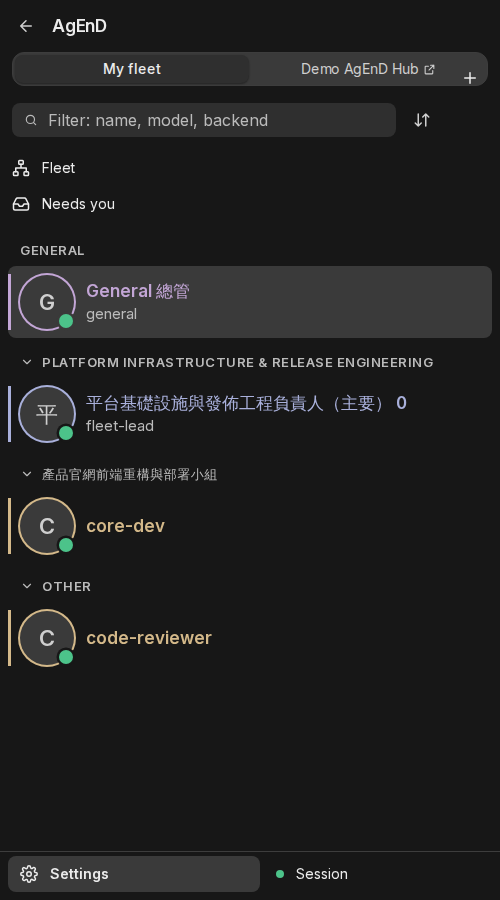 AgEnD
My fleet
Demo AgEnD Hub
Filter: name, model, backend
Fleet
Needs you
GENERAL
G
General 總管
general
PLATFORM INFRASTRUCTURE & RELEASE ENGINEERING
平
平台基礎設施與發佈工程負責人（主要） 0
fleet-lead
產品官網前端重構與部署小組
C
core-dev
OTHER
C
code-reviewer
Settings
Session